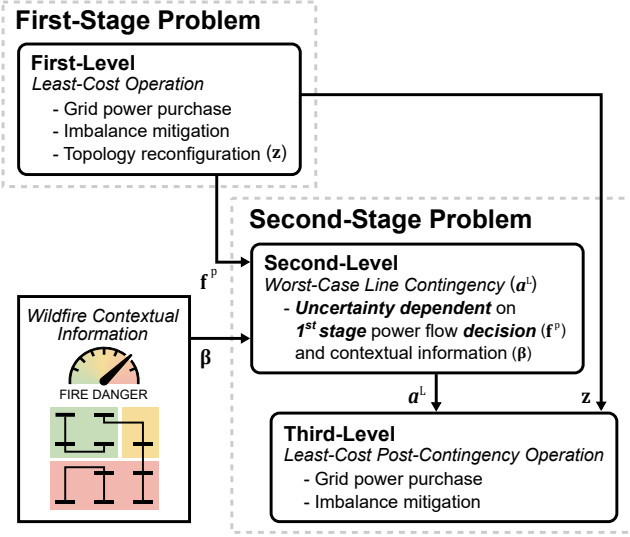 First-Stage Problem
First-Level
Least-Cost Operation
- Grid power purchase
- Imbalance mitigation
- Topology reconfiguration (z)
Second-Stage Problem
f^p
Second-Level
Worst-Case Line Contingency (a^L)
- Uncertainty dependent on
1st stage power flow decision (f^p)
and contextual information (β)
Wildfire Contextual
Information
FIRE DANGER
β
a^L
z
Third-Level
Least-Cost Post-Contingency Operation
- Grid power purchase
- Imbalance mitigation